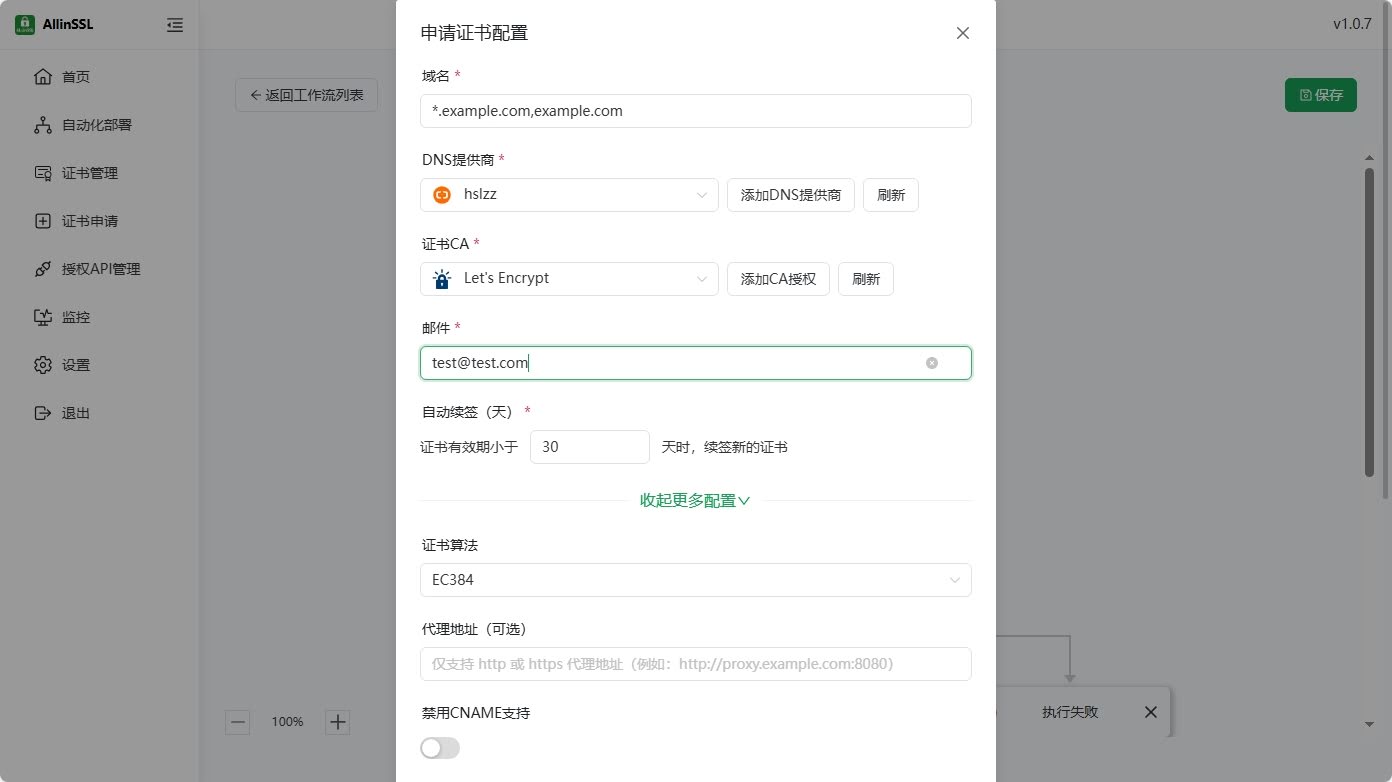 AllinSSL
v1.0.7
首页
自动化部署
证书管理
证书申请
授权API管理
监控
设置
退出
返回工作流列表
保存
申请证书配置
域名 *
*.example.com,example.com
DNS提供商 *
hslzz
添加DNS提供商
刷新
证书CA *
Let's Encrypt
添加CA授权
刷新
邮件 *
test@test.com
自动续签（天） *
证书有效期小于 30 天时，续签新的证书
收起更多配置
证书算法
EC384
代理地址（可选）
仅支持 http 或 https 代理地址（例如：http://proxy.example.com:8080）
禁用CNAME支持
100%
执行失败